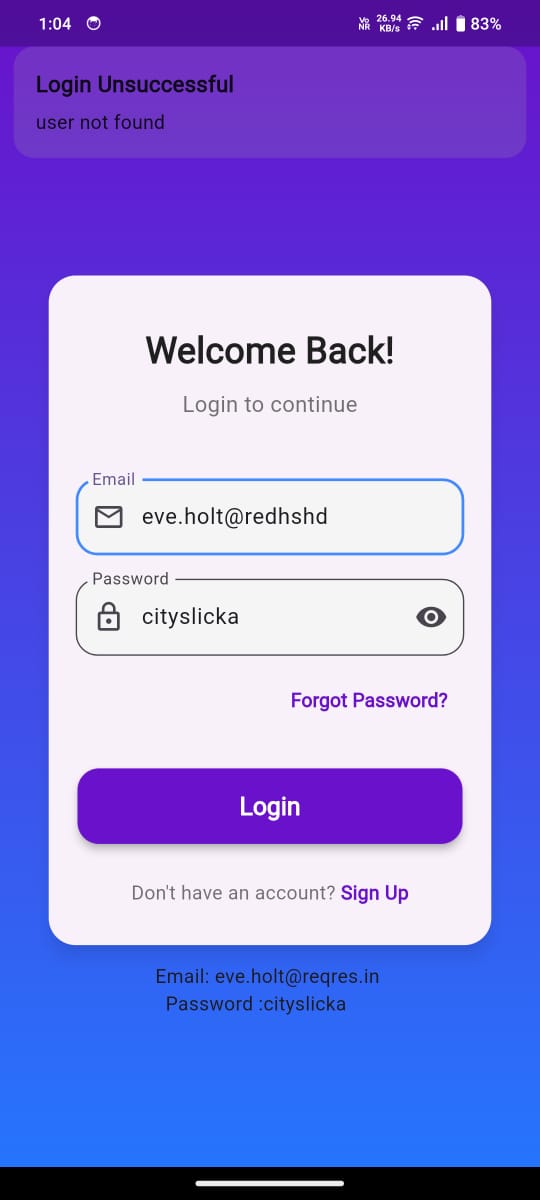 1:04
Vo
NR
26.94
KB/s
83%
Login Unsuccessful
user not found
Welcome Back!
Login to continue
Email
eve.holt@redhshd
Password
cityslicka
Forgot Password?
Login
Don't have an account? Sign Up
Email: eve.holt@reqres.in
Password :cityslicka